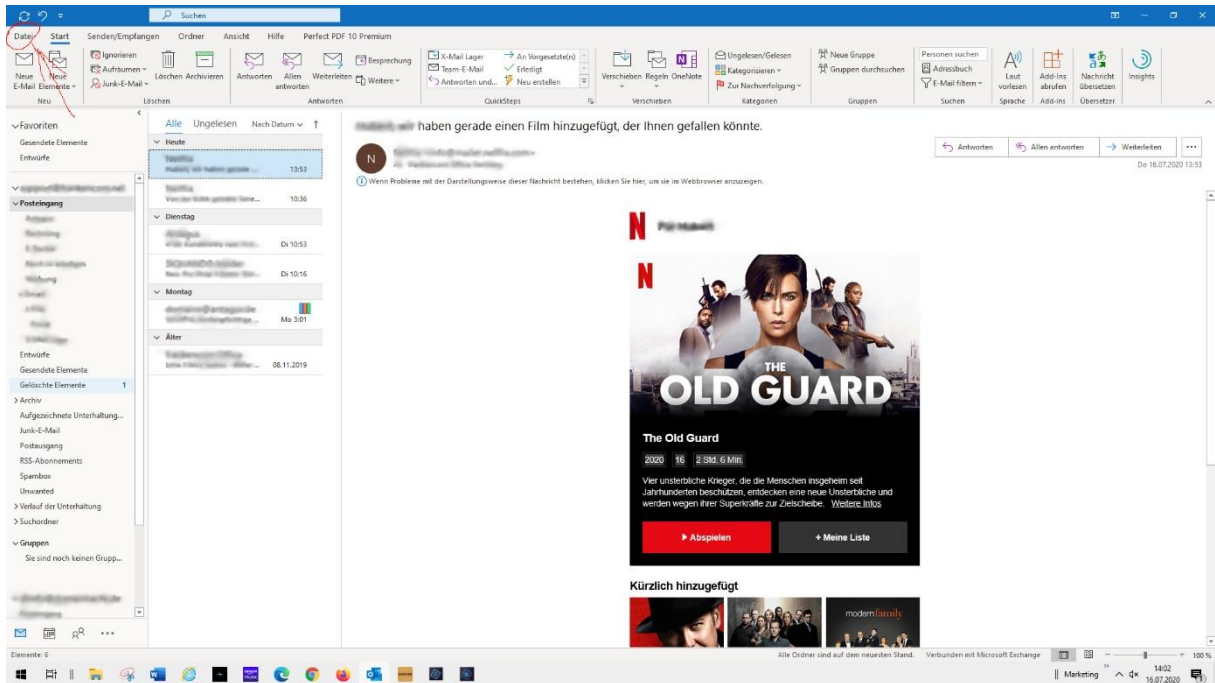 Suchen
Datei Start Senden/Empfangen Ordner Ansicht Hilfe Perfect PDF 10 Premium
Neue E-Mail
Neue Elemente
Ignorieren
Aufräumen
Junk-E-Mail
Löschen Archivieren
Antworten
Allen antworten
Weiterleiten
Besprechung
Weitere
X-Mail Lager
Team-E-Mail
Antworten und...
An Vorgesetzte(n)
Erledigt
Neu erstellen
Verschieben Regeln OneNote
Ungelesen/Gelesen
Kategorisieren
Zur Nachverfolgung
Neue Gruppe
Gruppen durchsuchen
Personen suchen
Adressbuch
E-Mail filtern
Laut vorlesen
Add-Ins abrufen
Nachricht übersetzen
Insights
Neu Löschen Antworten QuickSteps Verschieben Kategorien Gruppen Suchen Sprache Add-Ins Übersetzer
Favoriten
Gesendete Elemente
Entwürfe
Posteingang
Entwürfe
Gesendete Elemente
Gelöschte Elemente 1
Archiv
Aufgezeichnete Unterhaltung...
Junk-E-Mail
Postausgang
RSS-Abonnements
Spambox
Unwanted
Verlauf der Unterhaltung
Suchordner
Gruppen
Sie sind noch keinen Grupp...
Alle Ungelesen Nach Datum ↑
Heute
13:53
10:36
Dienstag
Di 10:53
Di 10:16
Montag
Mo 3:01
Älter
08.11.2019
haben gerade einen Film hinzugefügt, der Ihnen gefallen könnte.
N
Antworten Allen antworten Weiterleiten ...
Do 16.07.2020 13:53
Wenn Probleme mit der Darstellungsweise dieser Nachricht bestehen, klicken Sie hier, um sie im Webbrowser anzuzeigen.
N
N
THE
OLD GUARD
The Old Guard
2020 16 2 Std. 6 Min.
Vier unsterbliche Krieger, die die Menschen insgeheim seit
Jahrhunderten beschützen, entdecken eine neue Unsterbliche und
werden wegen ihrer Superkräfte zur Zielscheibe. Weitere Infos
Abspielen + Meine Liste
Kürzlich hinzugefügt
modern family
Elemente: 6
Alle Ordner sind auf dem neuesten Stand. Verbunden mit Microsoft Exchange
100 %
Marketing
14:02
16.07.2020